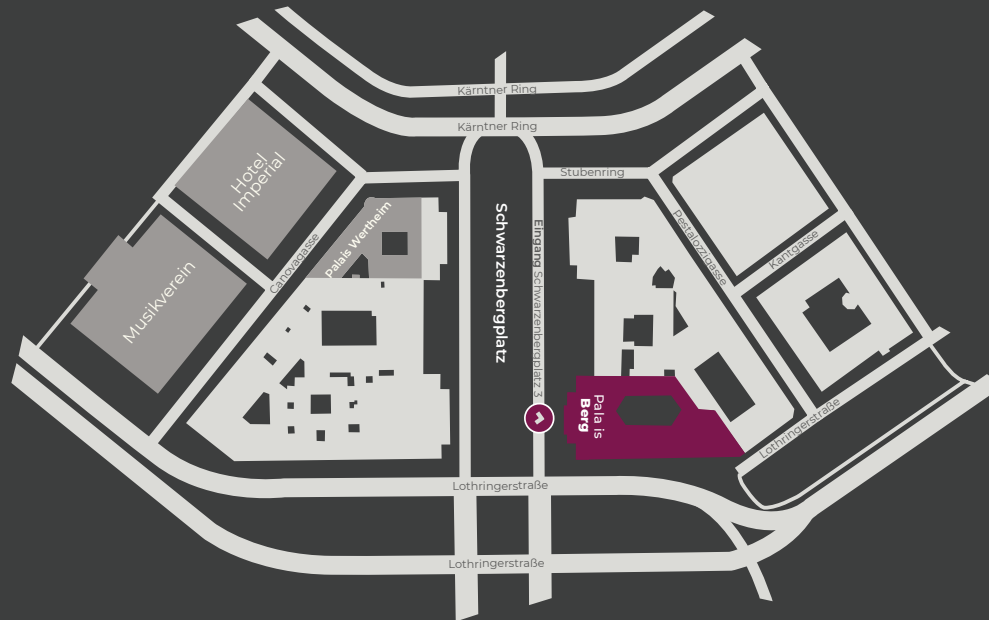 Kärntner Ring
Kärntner Ring
Stubenring
Hotel
Imperial
Palais Wertheim
Canovagasse
Musikverein
Schwarzenbergplatz
Eingang Schwarzenbergplatz 3
Pestalozzigasse
Kantgasse
Pala is
Berg
Lothringerstraße
Lothringerstraße
Lothringerstraße